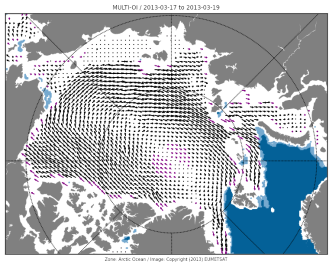 MULTI-OI / 2013-03-17 to 2013-03-19
Zone: Arctic Ocean / Image: Copyright (2013) EUMETSAT